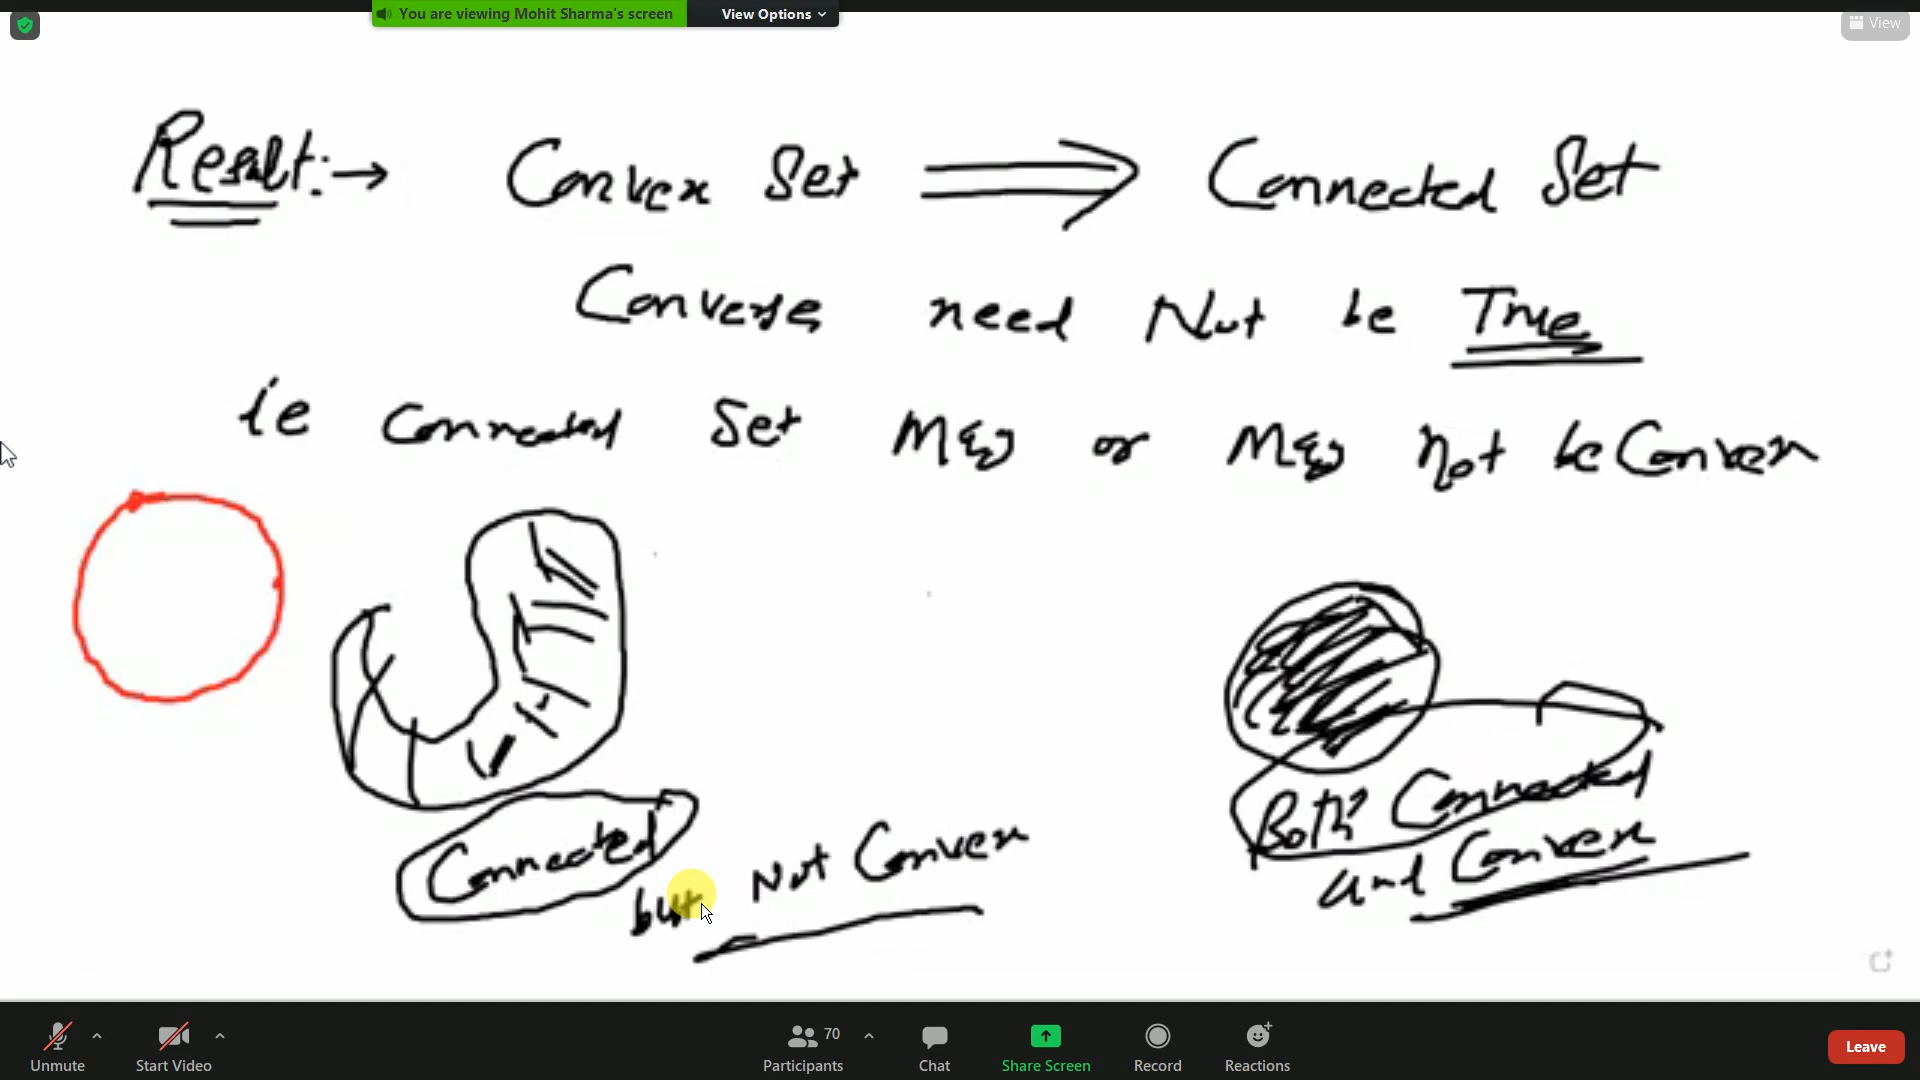 You are viewing Mohit Sharma's screen View Options
View
Result:→ Convex Set ⟹ Connected Set
Converse need Not be True
ie Connected Set May or May not be Convex
Connected
but Not Convex
Both Connected
and Convex
Unmute Start Video Participants 70 Chat Share Screen Record Reactions Leave